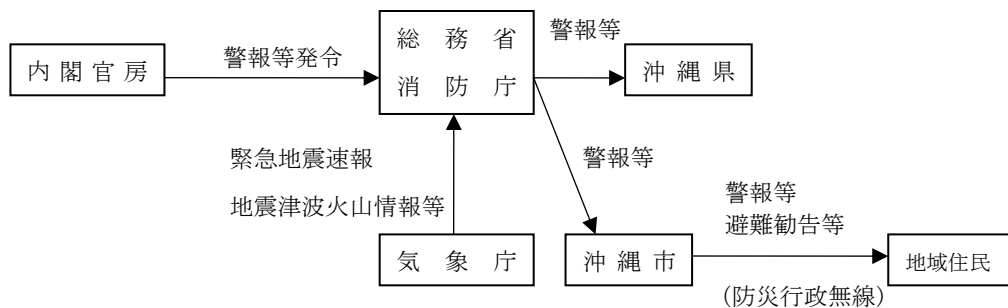 内閣官房
警報等発令
総務省
消防庁
警報等
沖縄県
緊急地震速報
地震津波火山情報等
警報等
気象庁
沖縄市
警報等
避難勧告等
(防災行政無線)
地域住民